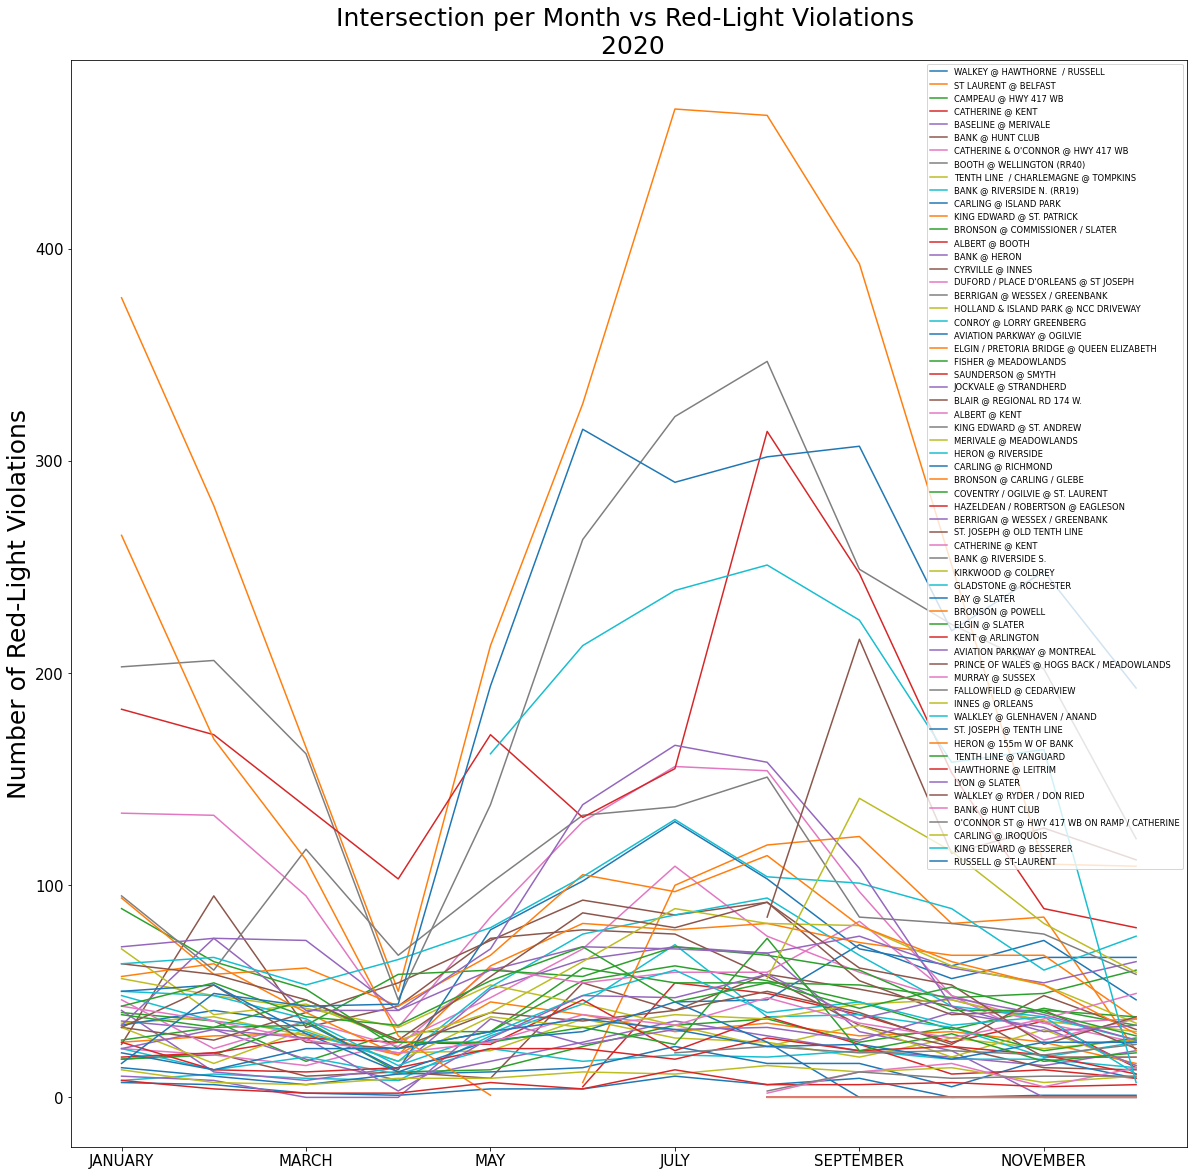 Intersection per Month vs Red-Light Violations
2020
WALKEY @ HAWTHORNE  / RUSSELL
ST LAURENT @ BELFAST
CAMPEAU @ HWY 417 WB
CATHERINE @ KENT
BASELINE @ MERIVALE
BANK @ HUNT CLUB
CATHERINE & O'CONNOR @ HWY 417 WB
BOOTH @ WELLINGTON (RR40)
TENTH LINE  / CHARLEMAGNE @ TOMPKINS
BANK @ RIVERSIDE N. (RR19)
CARLING @ ISLAND PARK
KING EDWARD @ ST. PATRICK
BRONSON @ COMMISSIONER / SLATER
ALBERT @ BOOTH
BANK @ HERON
CYRVILLE @ INNES
DUFORD / PLACE D'ORLEANS @ ST JOSEPH
BERRIGAN @ WESSEX / GREENBANK
HOLLAND & ISLAND PARK @ NCC DRIVEWAY
CONROY @ LORRY GREENBERG
AVIATION PARKWAY @ OGILVIE
ELGIN / PRETORIA BRIDGE @ QUEEN ELIZABETH
FISHER @ MEADOWLANDS
SAUNDERSON @ SMYTH
JOCKVALE @ STRANDHERD
BLAIR @ REGIONAL RD 174 W.
ALBERT @ KENT
KING EDWARD @ ST. ANDREW
MERIVALE @ MEADOWLANDS
HERON @ RIVERSIDE
CARLING @ RICHMOND
BRONSON @ CARLING / GLEBE
COVENTRY / OGILVIE @ ST. LAURENT
HAZELDEAN / ROBERTSON @ EAGLESON
BERRIGAN @ WESSEX / GREENBANK
ST. JOSEPH @ OLD TENTH LINE
CATHERINE @ KENT
BANK @ RIVERSIDE S.
KIRKWOOD @ COLDREY
GLADSTONE @ ROCHESTER
BAY @ SLATER
BRONSON @ POWELL
ELGIN @ SLATER
KENT @ ARLINGTON
AVIATION PARKWAY @ MONTREAL
PRINCE OF WALES @ HOGS BACK / MEADOWLANDS
MURRAY @ SUSSEX
FALLOWFIELD @ CEDARVIEW
INNES @ ORLEANS
WALKLEY @ GLENHAVEN / ANAND
ST. JOSEPH @ TENTH LINE
HERON @ 155m W OF BANK
TENTH LINE @ VANGUARD
HAWTHORNE @ LEITRIM
LYON @ SLATER
WALKLEY @ RYDER / DON RIED
BANK @ HUNT CLUB
O'CONNOR ST @ HWY 417 WB ON RAMP / CATHERINE
CARLING @ IROQUOIS
KING EDWARD @ BESSERER
RUSSELL @ ST-LAURENT
Number of Red-Light Violations
400
300
200
100
0
JANUARY
MARCH
MAY
JULY
SEPTEMBER
NOVEMBER